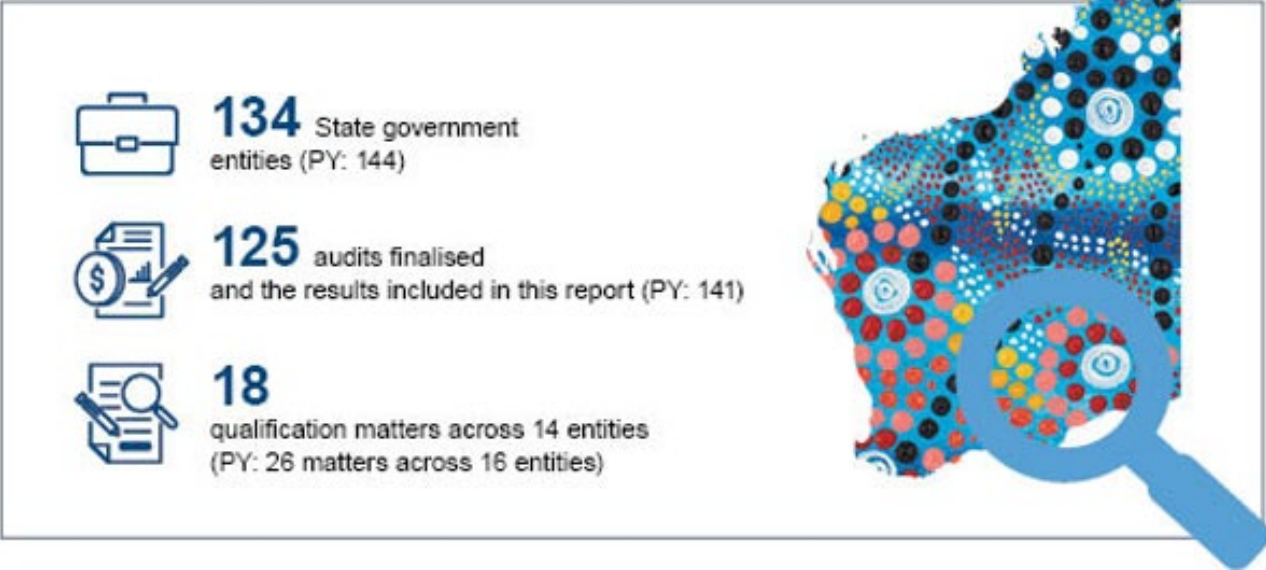 134 State government
entities (PY: 144)
125 audits finalised
and the results included in this report (PY: 141)
18
qualification matters across 14 entities
(PY: 26 matters across 16 entities)